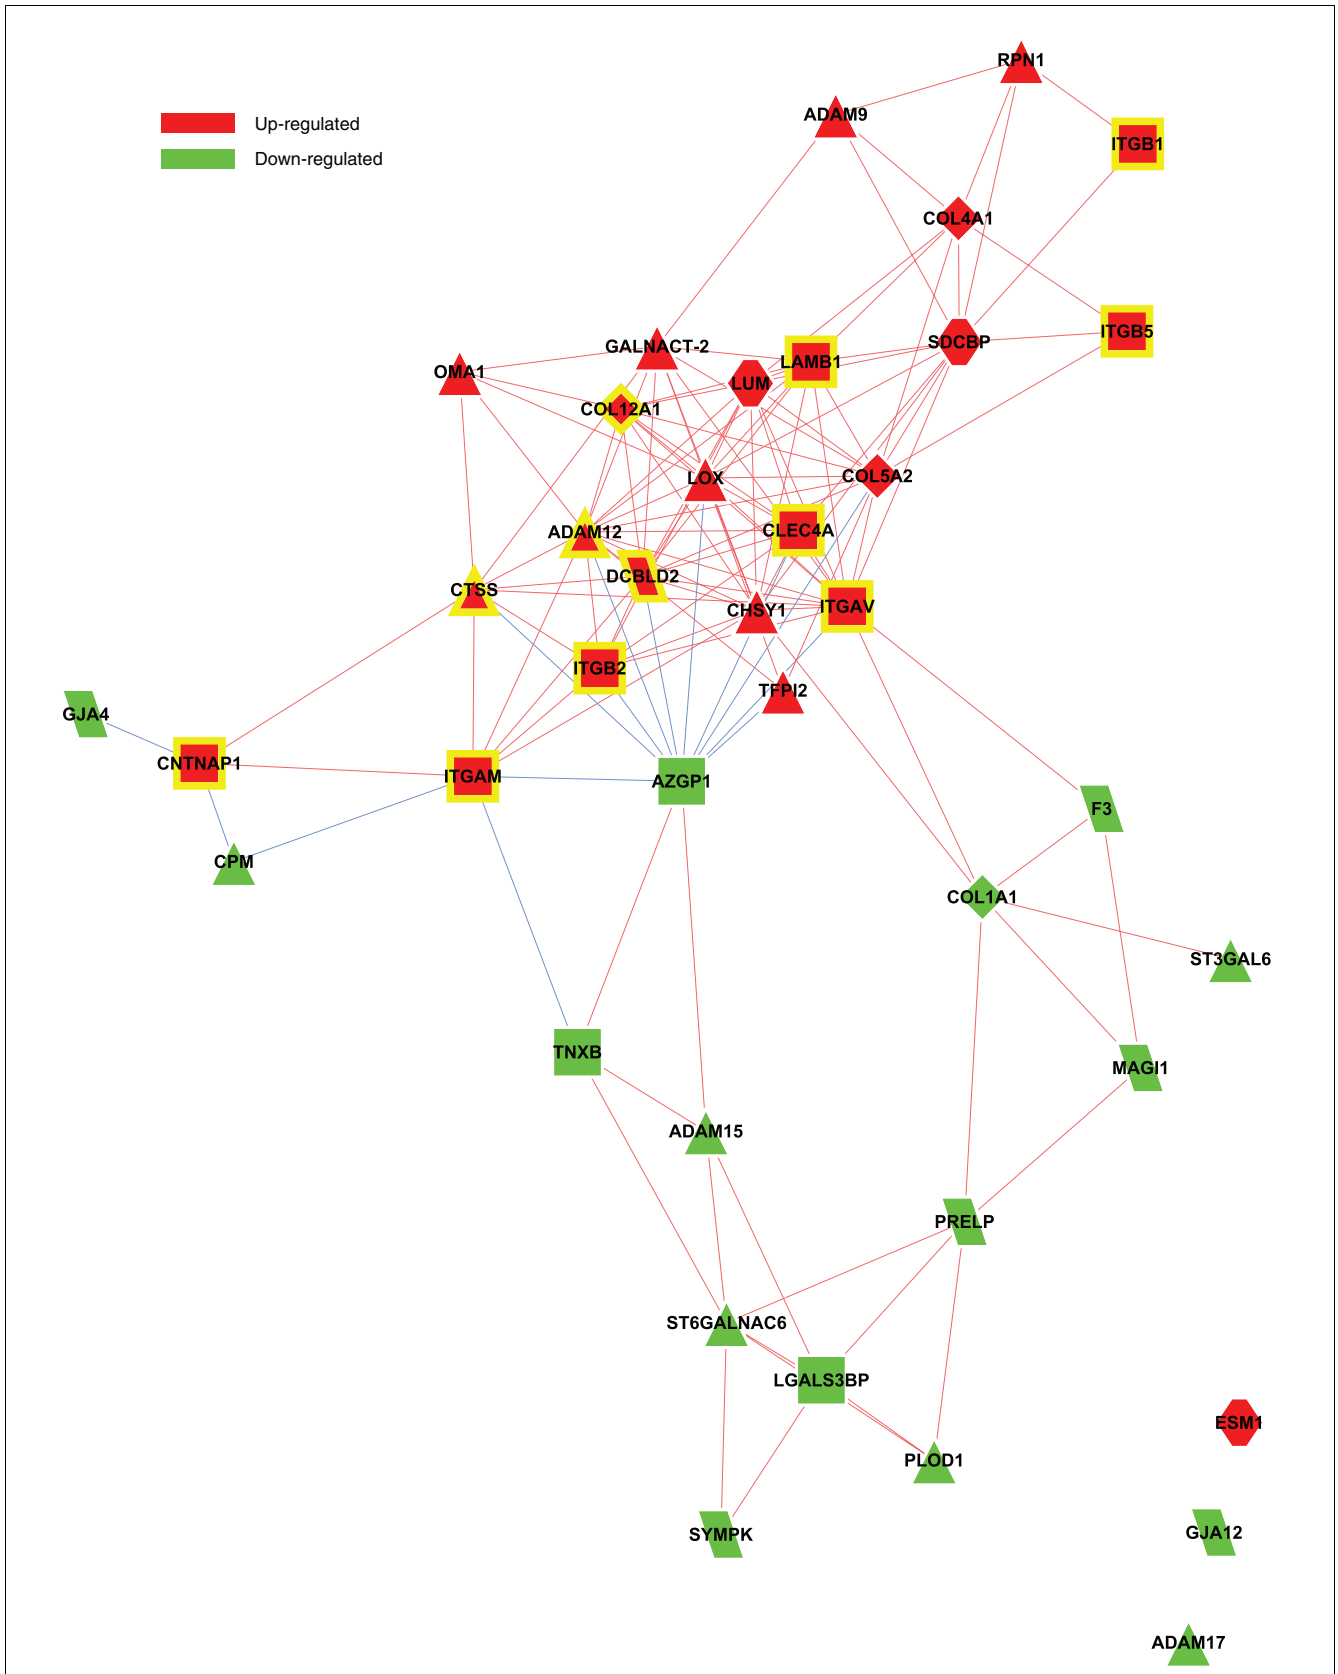 RPN1
ADAM9
Up-regulated
ITGB1
Down-regulated
COL4A1
ITGB5
SDCBP
GALNACT-2
LAMB1
OMA1
LUM
COL12A1
LOX
COL5A2
ADAM12
CLEC4A
DCBLD2
CTSS
CHSY1
ITGAV
ITGB2
TFPI2
GJA4
CNTNAP1
ITGAM
AZGP1
F3
CPM
COL1A1
ST3GAL6
TNXB
MAGI1
ADAM15
PRELP
ST6GALNAC6
LGALS3BP
ESM1
PLOD1
GJA12
SYMPK
ADAM17